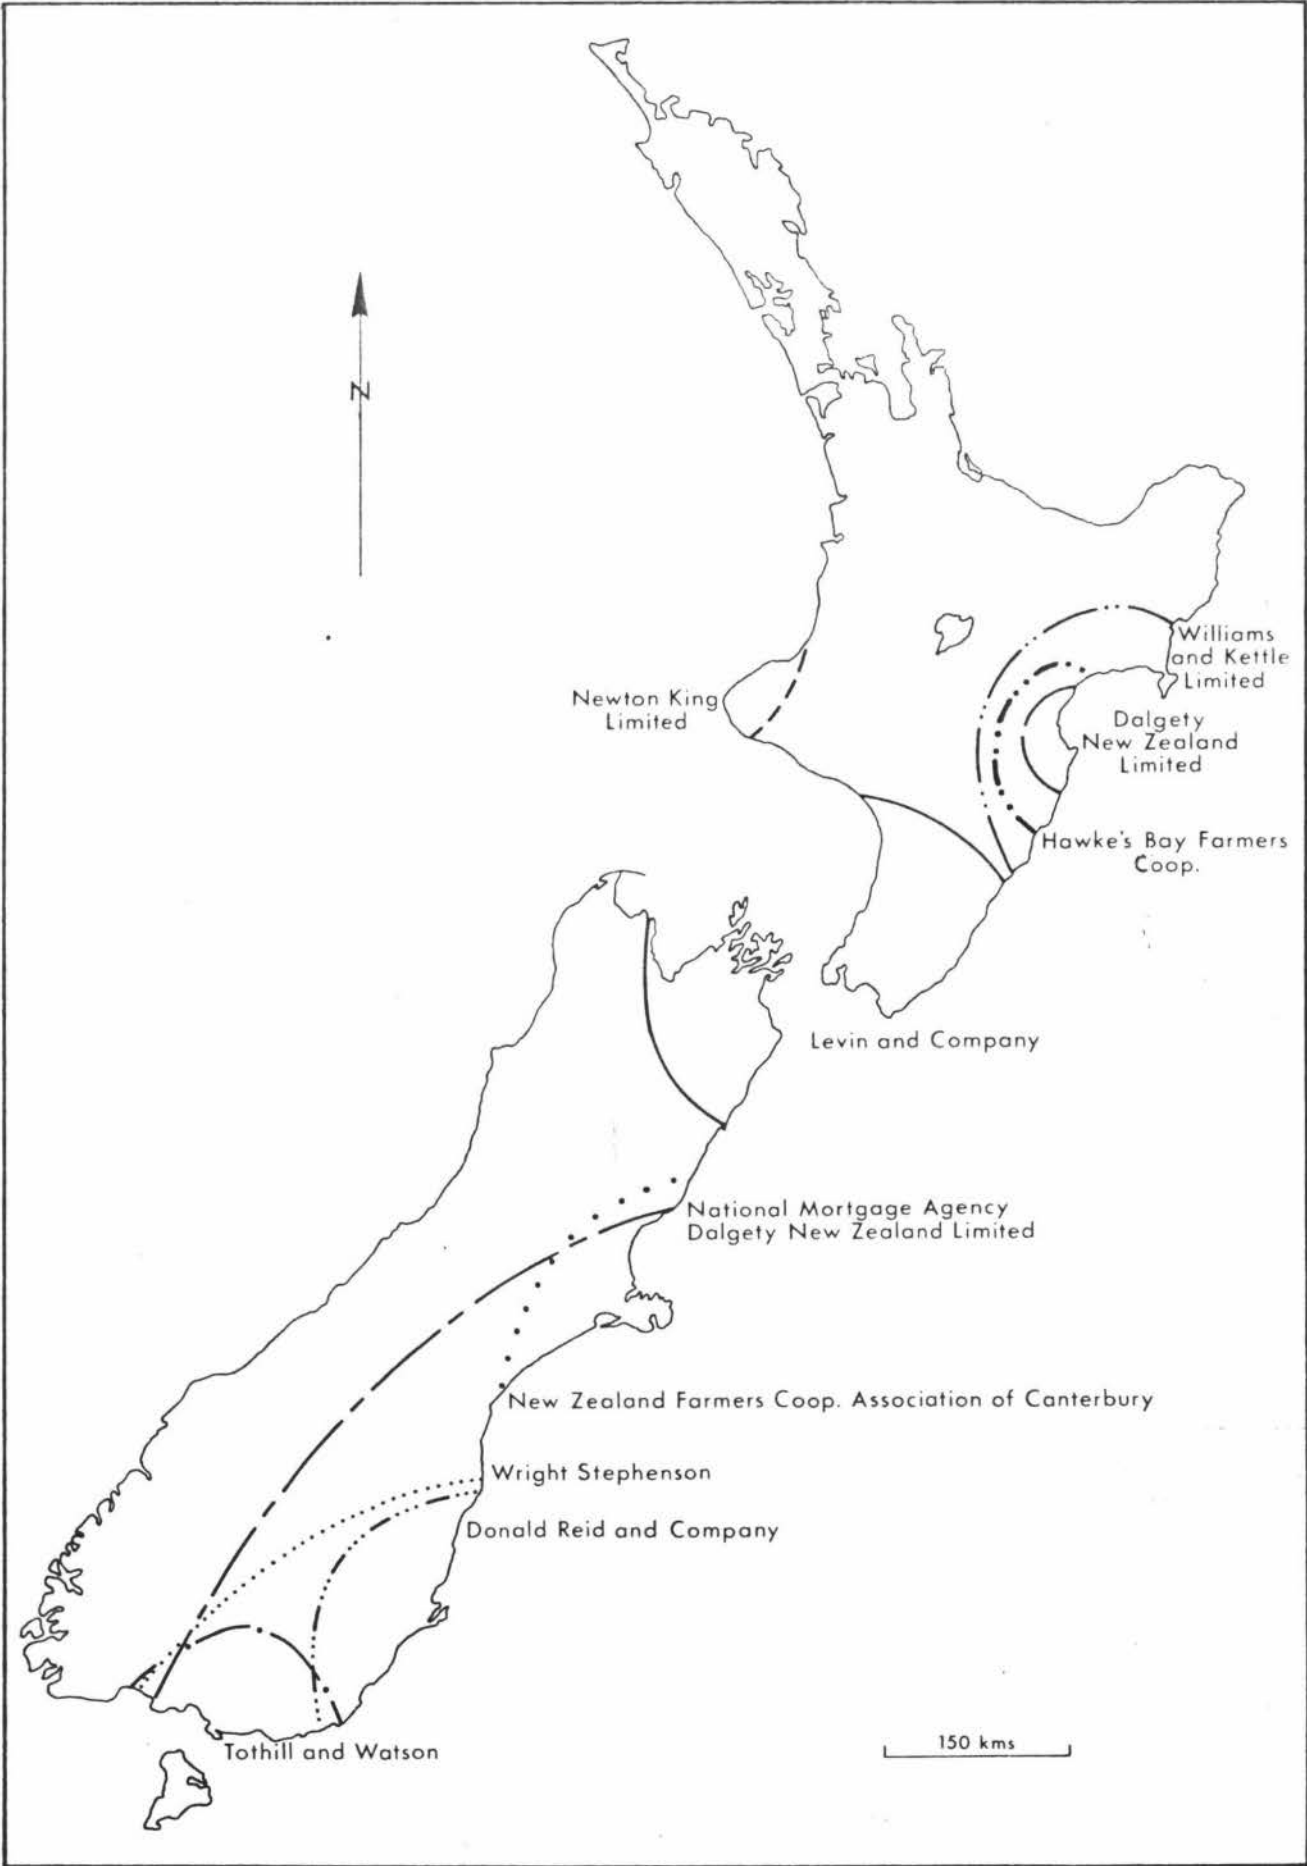 N
Williams
and Kettle
Limited
Newton King
Limited
Dalgety
New Zealand
Limited
Hawke's Bay Farmers
Coop.
Levin and Company
National Mortgage Agency
Dalgety New Zealand Limited
New Zealand Farmers Coop. Association of Canterbury
Wright Stephenson
Donald Reid and Company
150 kms
Tothill and Watson